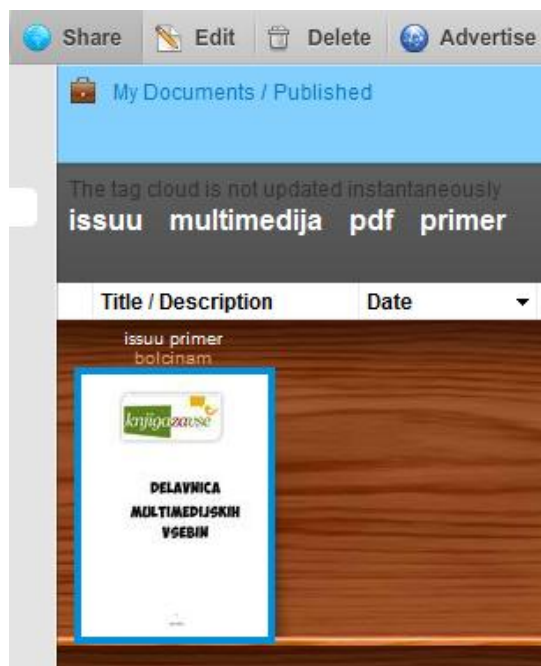 Share Edit Delete Advertise
My Documents / Published
The tag cloud is not updated instantaneously
issuu multimedija pdf primer
Title / Description Date
issuu primer
bolcinam
knjigazavse
DELAVNICA
MULTIMEDIJSKIH
VSEBIN